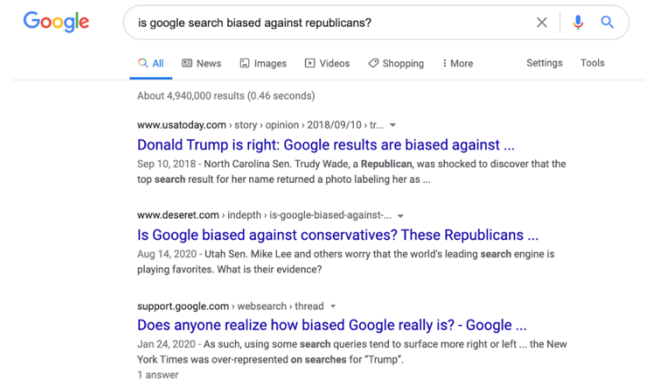 Google
is google search biased against republicans?
All News Images Videos Shopping More Settings Tools
About 4,940,000 results (0.46 seconds)
www.usatoday.com › story › opinion › 2018/09/10 › tr...
Donald Trump is right: Google results are biased against ...
Sep 10, 2018 - North Carolina Sen. Trudy Wade, a Republican, was shocked to discover that the
top search result for her name returned a photo labeling her as ...
www.deseret.com › indepth › is-google-biased-against-...
Is Google biased against conservatives? These Republicans ...
Aug 14, 2020 - Utah Sen. Mike Lee and others worry that the world's leading search engine is
playing favorites. What is their evidence?
support.google.com › websearch › thread
Does anyone realize how biased Google really is? - Google ...
Jan 24, 2020 - As such, using some search queries tend to surface more right or left ... the New
York Times was over-represented on searches for “Trump”.
1 answer